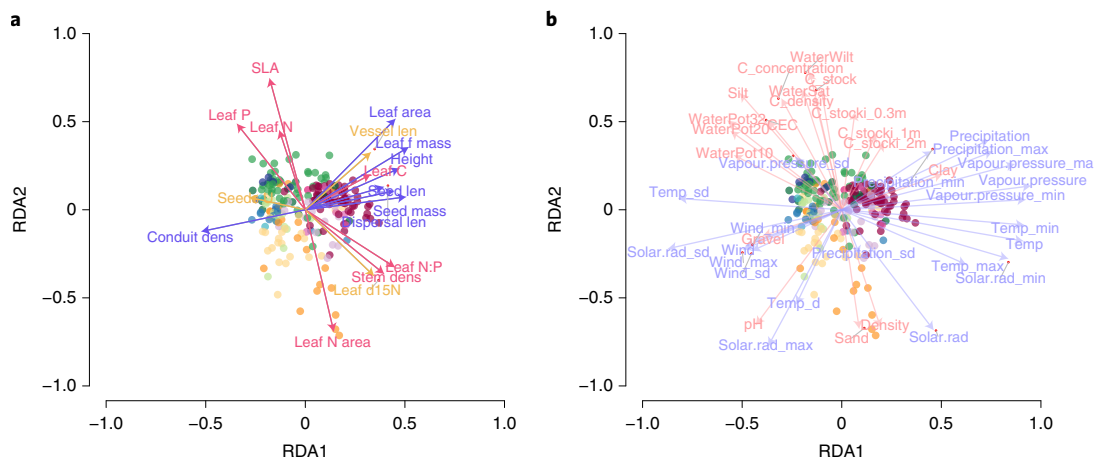 a
1.0
0.5
0
−0.5
−1.0
RDA2
SLA
Leaf P
Leaf N
Leaf area
Vessel len
Leaf f mass
Height
Leaf C
Seed len
Seed mass
Dispersal len
Conduit dens
Leaf N:P
Stem dens
Leaf d15N
Leaf N area
−1.0
−0.5
0
0.5
1.0
RDA1
b
1.0
0.5
0
−0.5
−1.0
RDA2
WaterWilt
C_concentration
C_stock
WaterSat
Silt
C_density
C_stocki_0.3m
WaterPot32
CEC
WaterPot20
C_stocki_1m
C_stocki_2m
Precipitation
Precipitation_max
WaterPot10
Vapour.pressure_sd
Vapour.pressure_ma
Clay
Precipitation_min
Vapour.pressure
Temp_sd
Vapour.pressure_min
Wind_min
Temp_min
Gravel
Temp
Solar.rad_sd
Wind
Precipitation_sd
Wind_max
Temp_max
Wind_sd
Solar.rad_min
Temp_d
pH
Density
Sand
Solar.rad
Solar.rad_max
−1.0
−0.5
0
0.5
1.0
RDA1